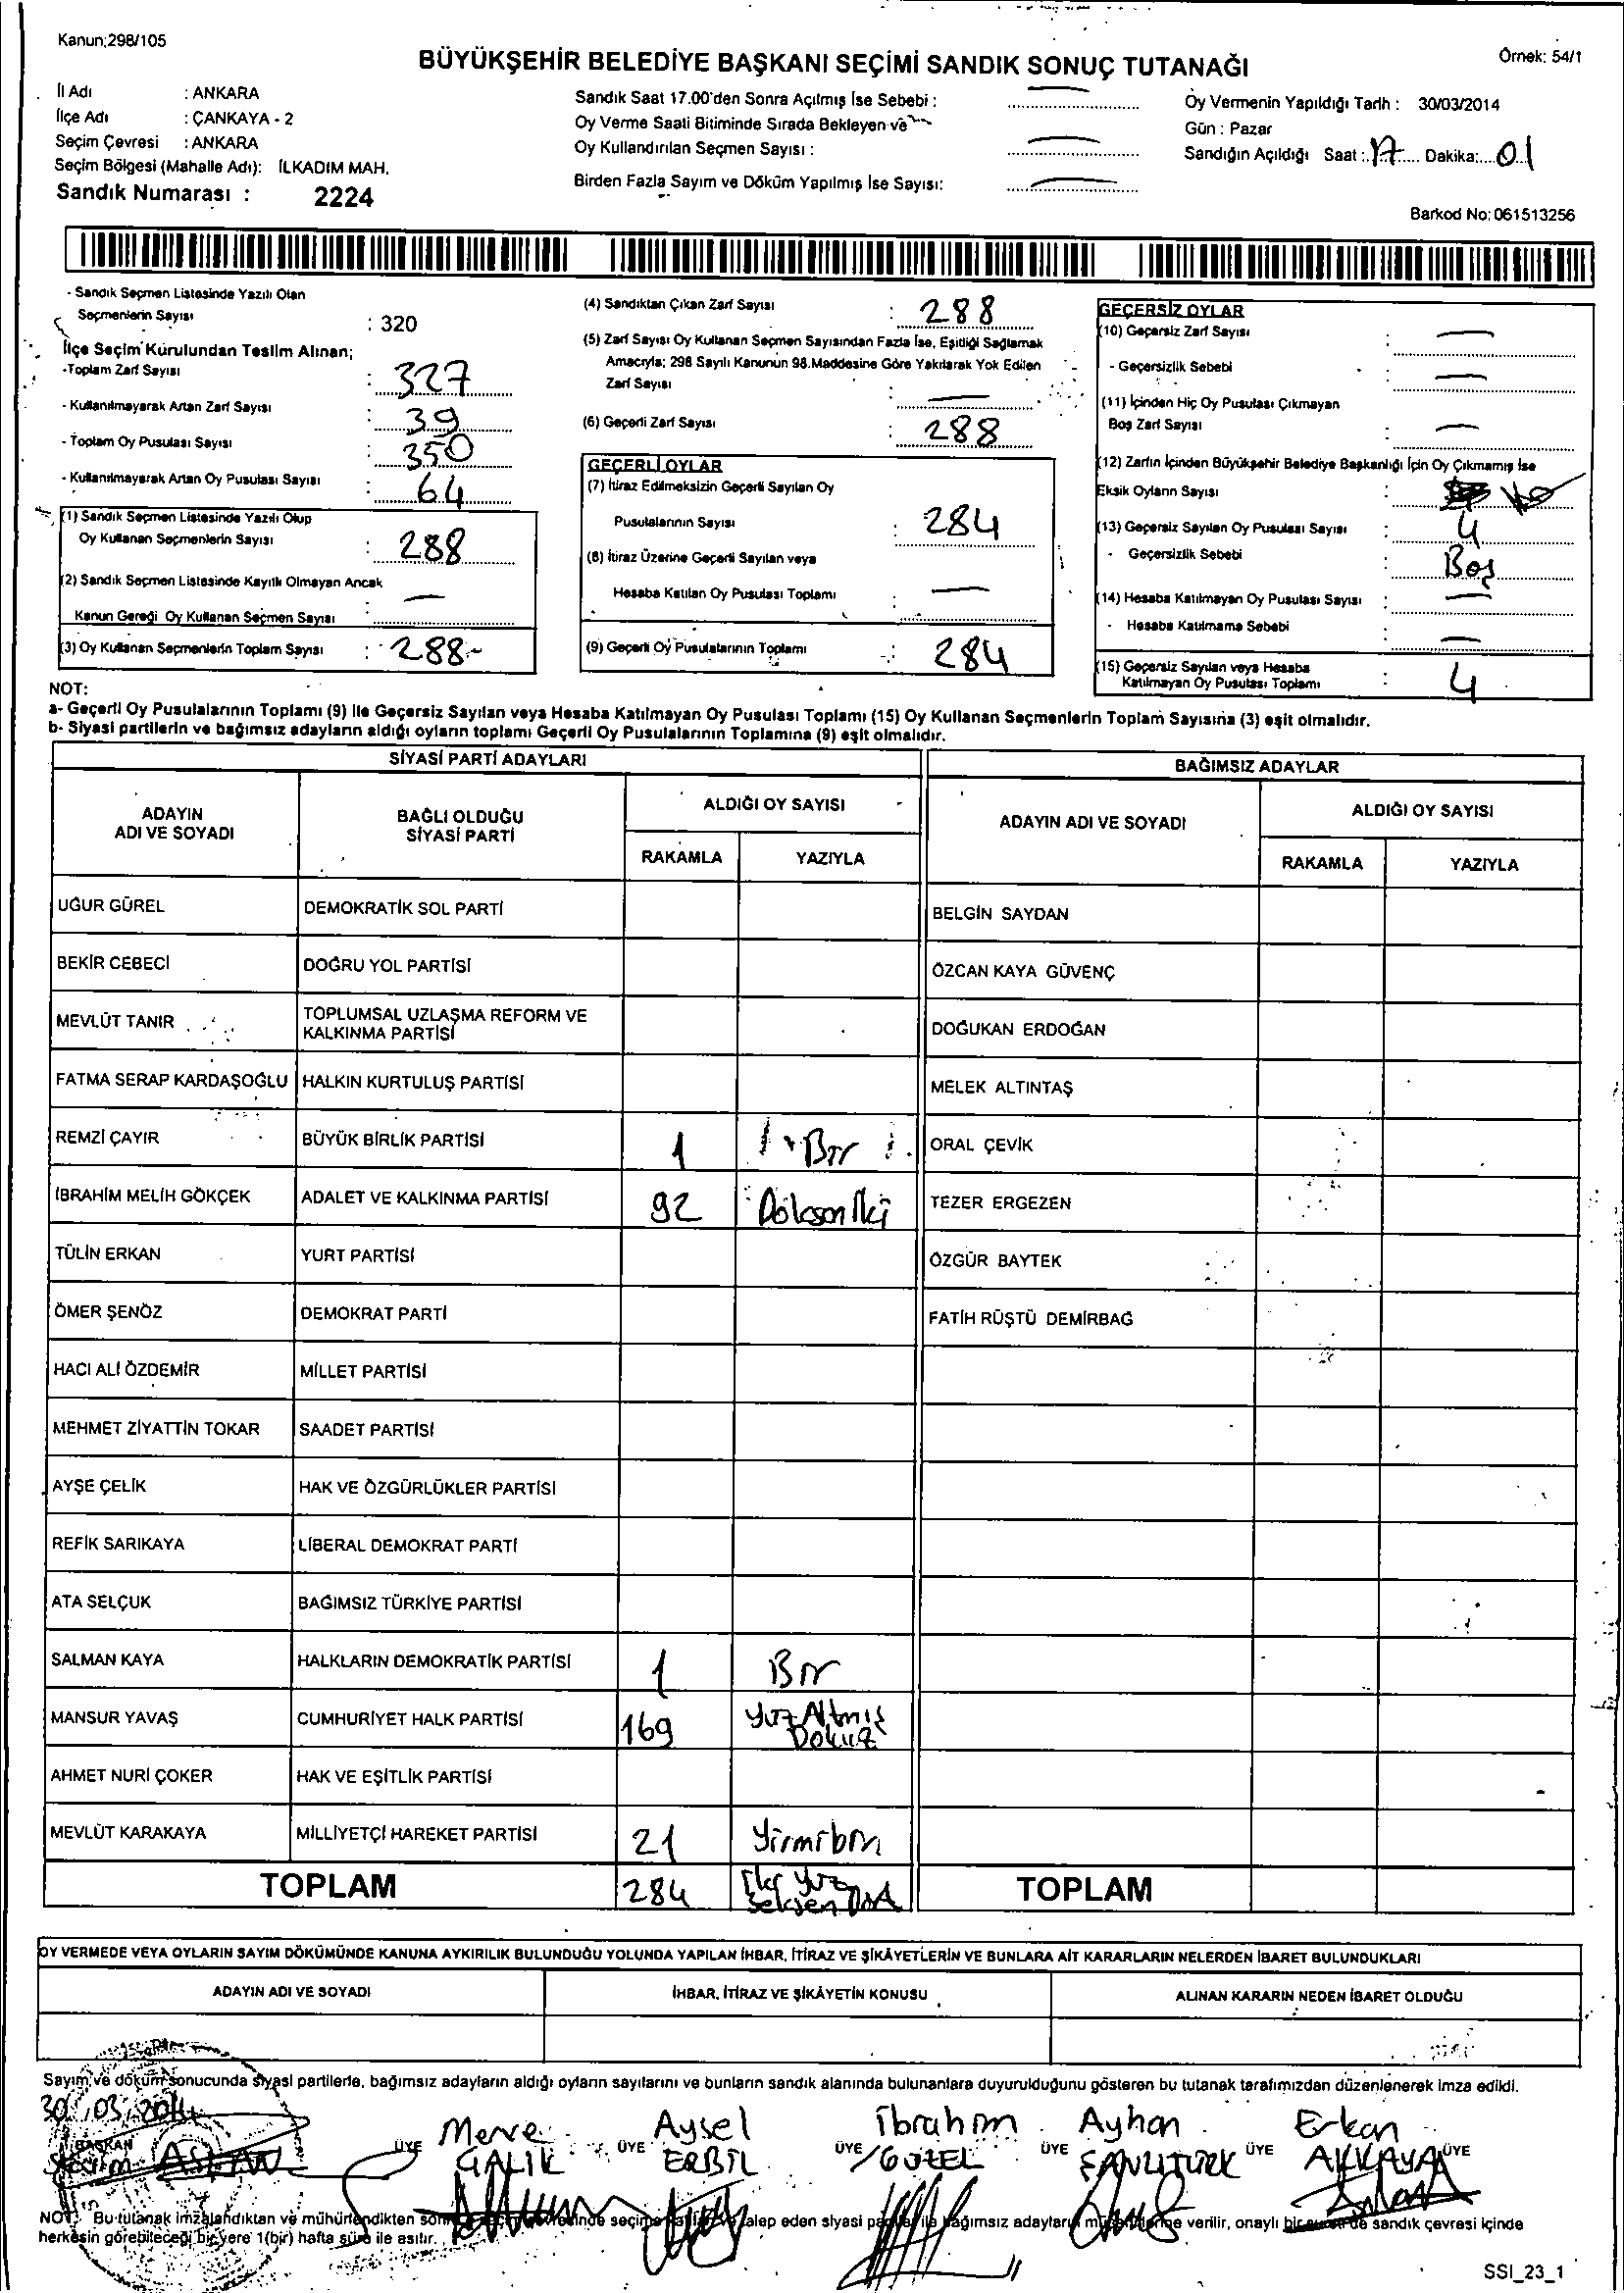 Kanun;298/105
Örnek: 54/1
BÜYÜKŞEHİR BELEDİYE BAŞKANI SEÇİMİ SANDIK SONUÇ TUTANAĞI
İl Adı : ANKARA
İlçe Adı : ÇANKAYA - 2
Seçim Çevresi : ANKARA
Seçim Bölgesi (Mahalle Adı): İLKADIM MAH.
Sandık Numarası : 2224
Sandık Saat 17.00'den Sonra Açılmış İse Sebebi : —
Oy Verme Saati Bitiminde Sırada Bekleyen ve
Oy Kullandırılan Seçmen Sayısı : —
Birden Fazla Sayım ve Döküm Yapılmış İse Sayısı: —
Oy Vermenin Yapıldığı Tarih : 30/03/2014
Gün : Pazar
Sandığın Açıldığı Saat : 17 Dakika: 01
Barkod No: 061513256
- Sandık Seçmen Listesinde Yazılı Olan
Seçmenlerin Sayısı : 320
İlçe Seçim Kurulundan Teslim Alınan;
-Toplam Zarf Sayısı : 327
- Kullanılmayarak Artan Zarf Sayısı : 39
- Toplam Oy Pusulası Sayısı : 350
- Kullanılmayarak Artan Oy Pusulası Sayısı : 64
(1) Sandık Seçmen Listesinde Yazılı Olup
Oy Kullanan Seçmenlerin Sayısı : 288
(2) Sandık Seçmen Listesinde Kayıtlı Olmayan Ancak
Kanun Gereği Oy Kullanan Seçmen Sayısı : —
(3) Oy Kullanan Seçmenlerin Toplam Sayısı : 288-
(4) Sandıktan Çıkan Zarf Sayısı : 288
(5) Zarf Sayısı Oy Kullanan Seçmen Sayısından Fazla İse, Eşitliği Sağlamak
Amacıyla; 298 Sayılı Kanunun 98.Maddesine Göre Yakılarak Yok Edilen
Zarf Sayısı : —
(6) Geçerli Zarf Sayısı : 288
GEÇERLİ OYLAR
(7) İtiraz Edilmeksizin Geçerli Sayılan Oy
Pusulalarının Sayısı : 284
(8) İtiraz Üzerine Geçerli Sayılan veya
Hesaba Katılan Oy Pusulası Toplamı : —
(9) Geçerli Oy Pusulalarının Toplamı : 284
GEÇERSİZ OYLAR
(10) Geçersiz Zarf Sayısı : —
- Geçersizlik Sebebi : —
(11) İçinden Hiç Oy Pusulası Çıkmayan
Boş Zarf Sayısı : —
(12) Zarfın İçinden Büyükşehir Belediye Başkanlığı İçin Oy Çıkmamış İse
Eksik Oyların Sayısı :
(13) Geçersiz Sayılan Oy Pusulası Sayısı : 4
- Geçersizlik Sebebi : Boş
(14) Hesaba Katılmayan Oy Pusulası Sayısı : —
- Hesaba Katılmama Sebebi : —
(15) Geçersiz Sayılan veya Hesaba
Katılmayan Oy Pusulası Toplamı : 4
NOT:
a- Geçerli Oy Pusulalarının Toplamı (9) ile Geçersiz Sayılan veya Hesaba Katılmayan Oy Pusulası Toplamı (15) Oy Kullanan Seçmenlerin Toplam Sayısına (3) eşit olmalıdır.
b- Siyasi partilerin ve bağımsız adayların aldığı oyların toplamı Geçerli Oy Pusulalarının Toplamına (9) eşit olmalıdır.
SİYASİ PARTİ ADAYLARI
BAĞIMSIZ ADAYLAR
ADAYIN ADI VE SOYADI
BAĞLI OLDUĞU SİYASİ PARTİ
ALDIĞI OY SAYISI
RAKAMLA YAZIYLA
ADAYIN ADI VE SOYADI
ALDIĞI OY SAYISI
RAKAMLA YAZIYLA
UĞUR GÜREL DEMOKRATİK SOL PARTİ BELGİN SAYDAN
BEKİR CEBECİ DOĞRU YOL PARTİSİ ÖZCAN KAYA GÜVENÇ
MEVLÜT TANIR TOPLUMSAL UZLAŞMA REFORM VE KALKINMA PARTİSİ DOĞUKAN ERDOĞAN
FATMA SERAP KARDAŞOĞLU HALKIN KURTULUŞ PARTİSİ MELEK ALTINTAŞ
REMZİ ÇAYIR BÜYÜK BİRLİK PARTİSİ 1 Bir ORAL ÇEVİK
İBRAHİM MELİH GÖKÇEK ADALET VE KALKINMA PARTİSİ 92 Doksan İki TEZER ERGEZEN
TÜLİN ERKAN YURT PARTİSİ ÖZGÜR BAYTEK
ÖMER ŞENÖZ DEMOKRAT PARTİ FATİH RÜŞTÜ DEMİRBAĞ
HACI ALİ ÖZDEMİR MİLLET PARTİSİ
MEHMET ZİYATTİN TOKAR SAADET PARTİSİ
AYŞE ÇELİK HAK VE ÖZGÜRLÜKLER PARTİSİ
REFİK SARIKAYA LİBERAL DEMOKRAT PARTİ
ATA SELÇUK BAĞIMSIZ TÜRKİYE PARTİSİ
SALMAN KAYA HALKLARIN DEMOKRATİK PARTİSİ 1 Bir
MANSUR YAVAŞ CUMHURİYET HALK PARTİSİ 169 Yüz Altmış Dokuz
AHMET NURİ ÇOKER HAK VE EŞİTLİK PARTİSİ
MEVLÜT KARAKAYA MİLLİYETÇİ HAREKET PARTİSİ 21 Yirmibir
TOPLAM 284 İki yüz seksen Dört TOPLAM
OY VERMEDE VEYA OYLARIN SAYIM DÖKÜMÜNDE KANUNA AYKIRILIK BULUNDUĞU YOLUNDA YAPILAN İHBAR, İTİRAZ VE ŞİKÂYETLERİN VE BUNLARA AİT KARARLARIN NELERDEN İBARET BULUNDUKLARI
ADAYIN ADI VE SOYADI İHBAR, İTİRAZ VE ŞİKÂYETİN KONUSU ALINAN KARARIN NEDEN İBARET OLDUĞU
Sayım ve döküm sonucunda siyasi partilerle, bağımsız adayların aldığı oyların sayılarını ve bunların sandık alanında bulunanlara duyurulduğunu gösteren bu tutanak tarafımızdan düzenlenerek imza edildi.
30.03.2014
BAŞKAN ÜYE ÜYE ÜYE ÜYE ÜYE ÜYE
ASLAN
Merve ÇALIK
Aysel ERBİL
İbrahim GÜZEL
Ayhan
Erkan AKKAYA
NOT: Bu tutanak imzalandıktan ve mühürlendikten seçim talep eden siyasi bağımsız verilir, onaylı sandık çevresi içinde
herkesin görebileceği bir yere 1(bir) hafta süre ile asılır.
SSI_23_1